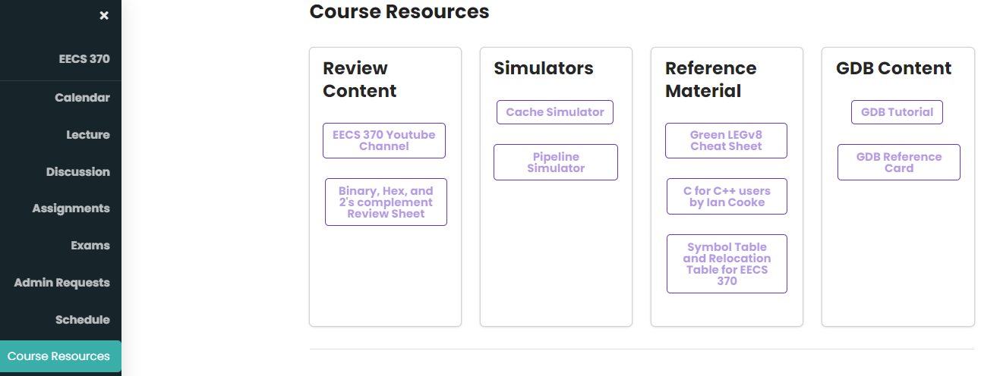 ×
EECS 370
Calendar
Lecture
Discussion
Assignments
Exams
Admin Requests
Schedule
Course Resources
Course Resources
Review
Content
EECS 370 Youtube
Channel
Binary, Hex, and
2's complement
Review Sheet
Simulators
Cache Simulator
Pipeline
Simulator
Reference
Material
Green LEGv8
Cheat Sheet
C for C++ users
by Ian Cooke
Symbol Table
and Relocation
Table for EECS
370
GDB Content
GDB Tutorial
GDB Reference
Card